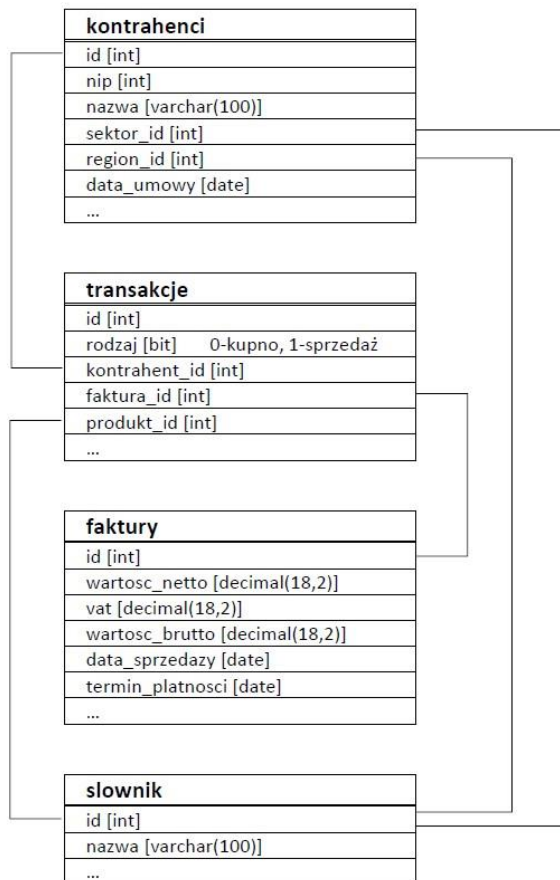 kontrahenci
id [int]
nip [int]
nazwa [varchar(100)]
sektor_id [int]
region_id [int]
data_umowy [date]
...
transakcje
id [int]
rodzaj [bit] 0-kupno, 1-sprzedaż
kontrahent_id [int]
faktura_id [int]
produkt_id [int]
...
faktury
id [int]
wartosc_netto [decimal(18,2)]
vat [decimal(18,2)]
wartosc_brutto [decimal(18,2)]
data_sprzedazy [date]
termin_platnosci [date]
...
slownik
id [int]
nazwa [varchar(100)]
...